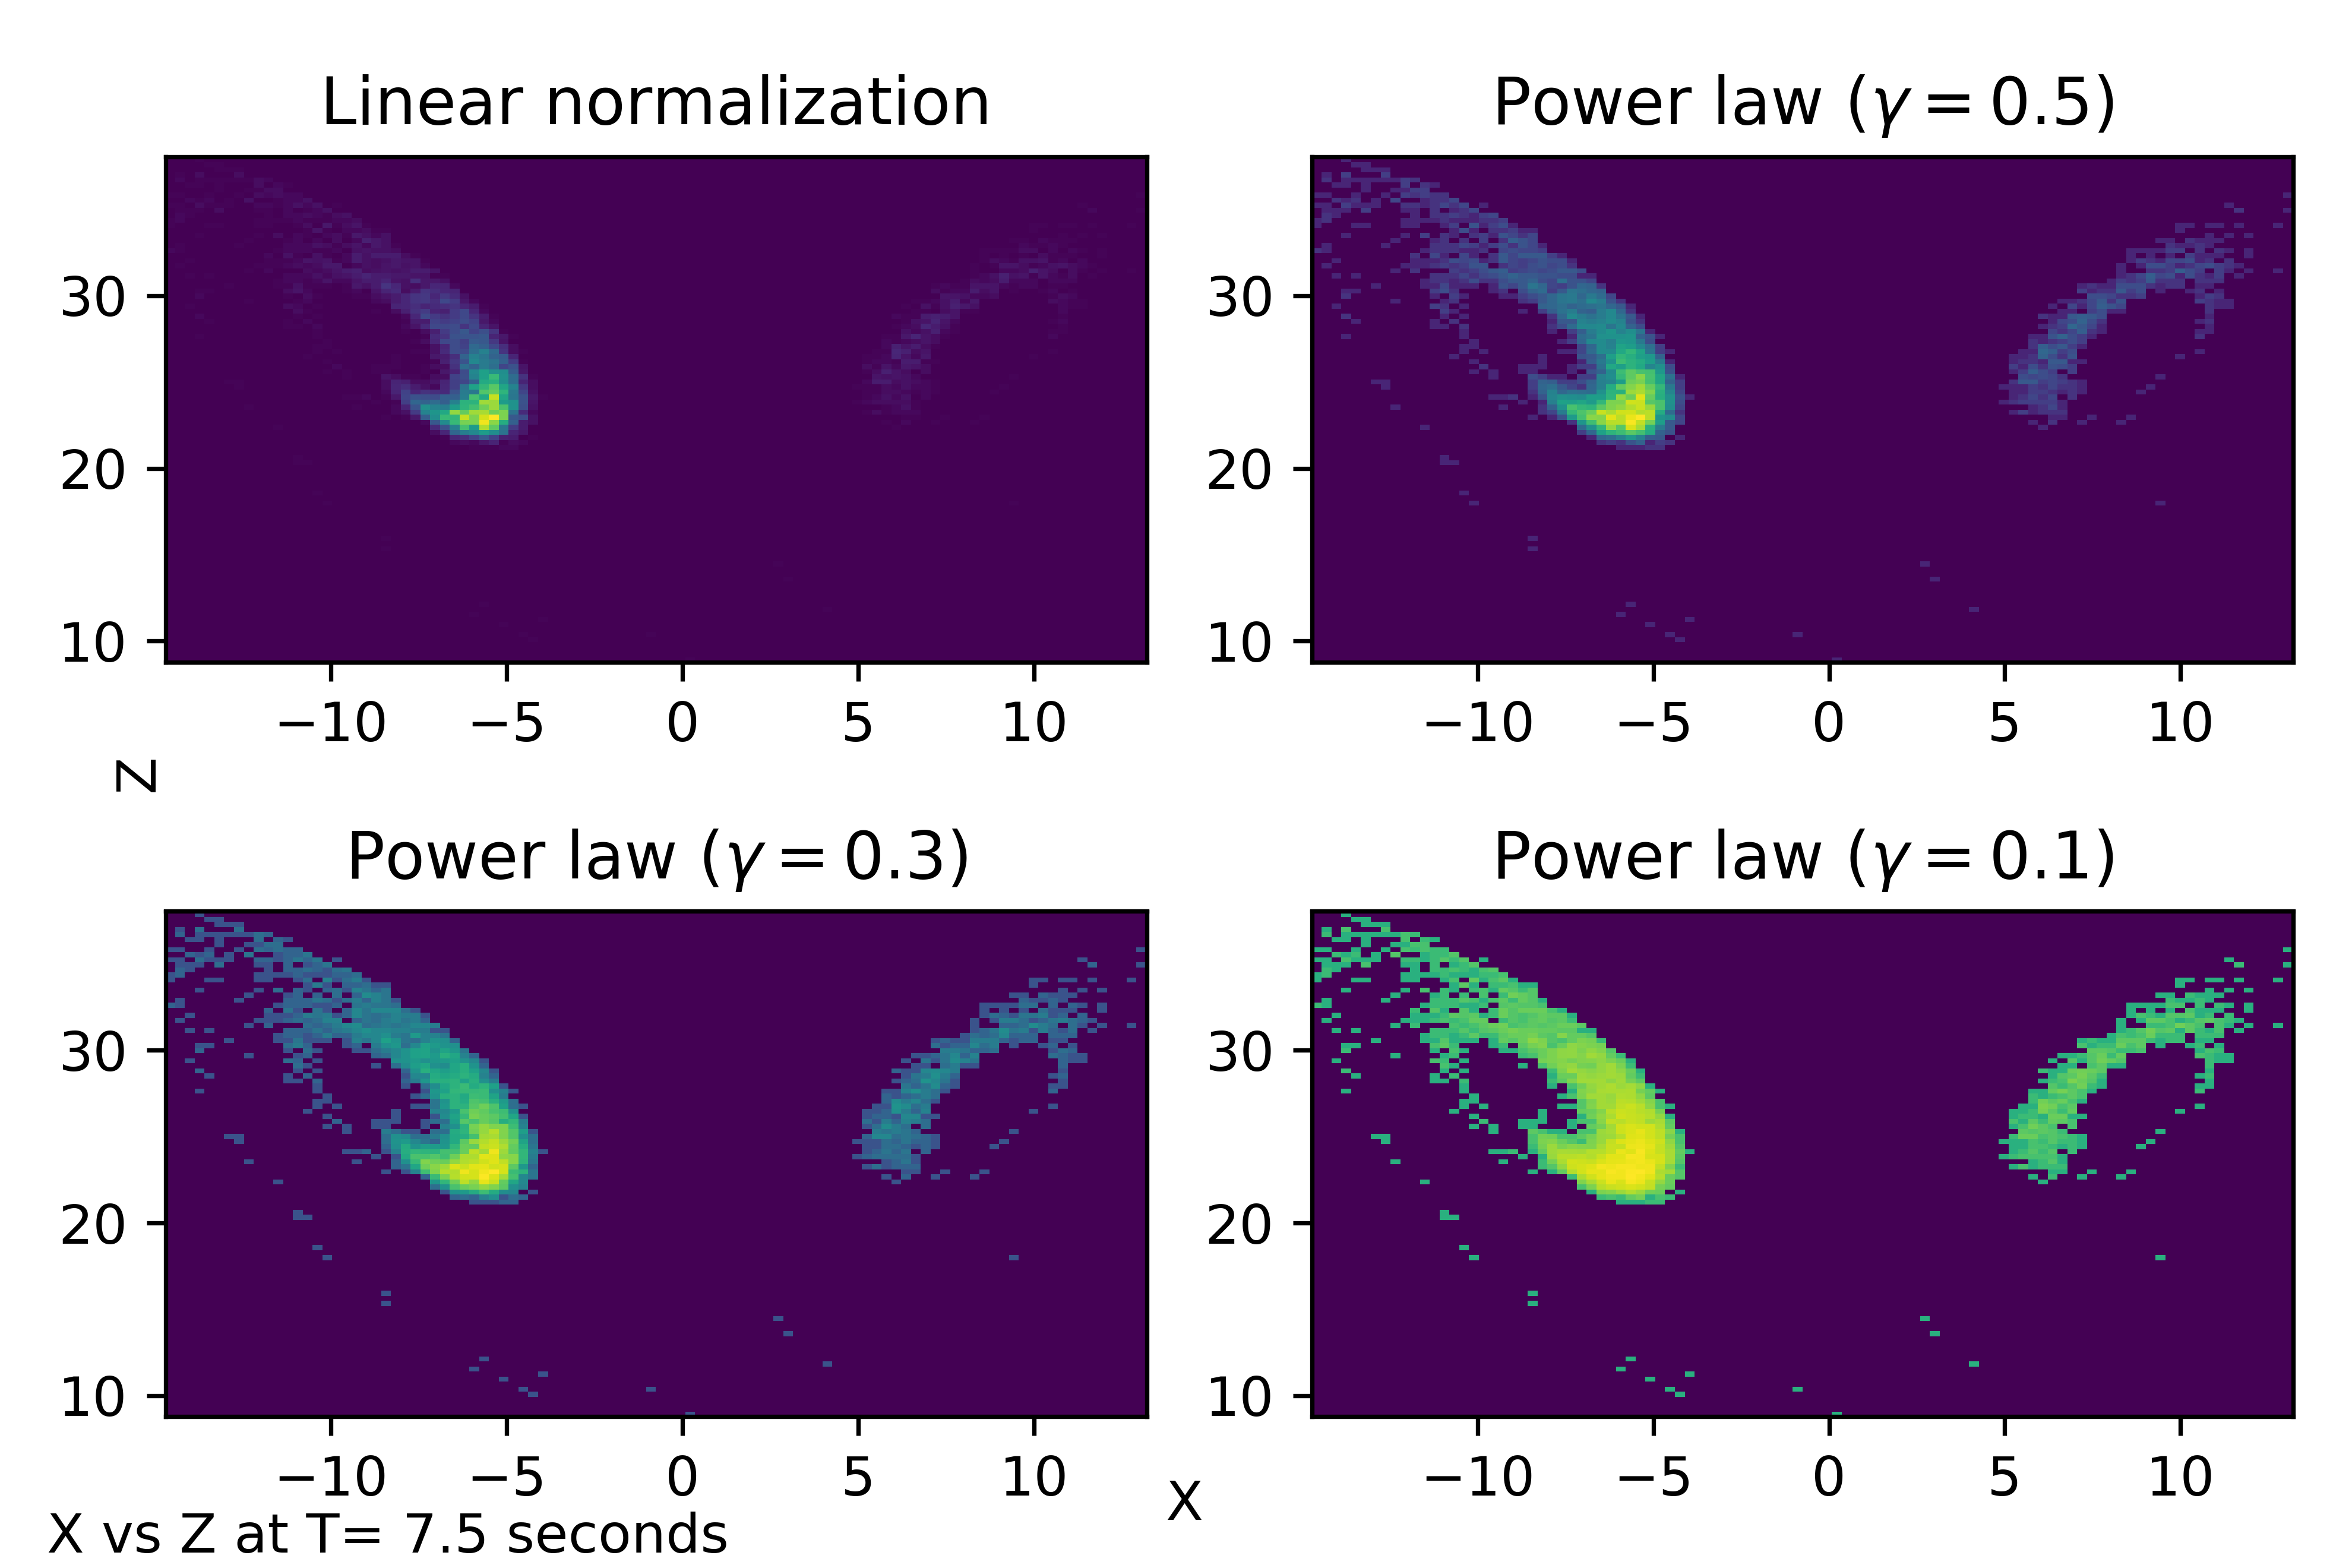 Linear normalization
Power law (γ = 0.5)
30
20
10
−10 −5 0 5 10
30
20
10
−10 −5 0 5 10
Z
Power law (γ = 0.3)
Power law (γ = 0.1)
30
20
10
−10 −5 0 5 10
30
20
10
−10 −5 0 5 10
X
X vs Z at T= 7.5 seconds